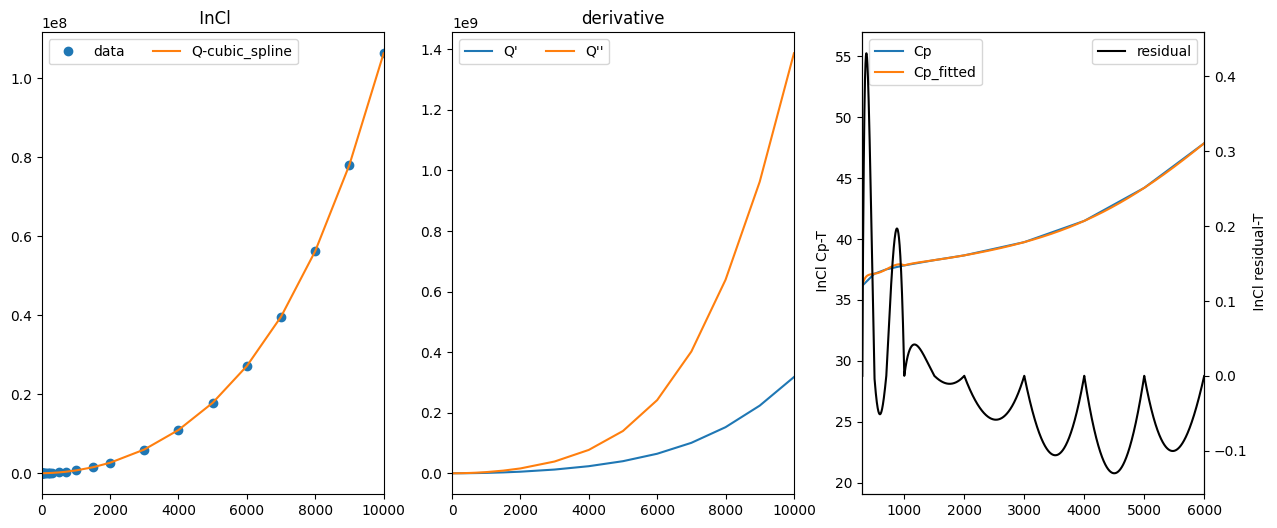 InCl
1e8
data
Q-cubic_spline
1.0
0.8
0.6
0.4
0.2
0.0
0 2000 4000 6000 8000 10000
derivative
1e9
Q'
Q''
1.4
1.2
1.0
0.8
0.6
0.4
0.2
0.0
0 2000 4000 6000 8000 10000
Cp
Cp_fitted
residual
InCl Cp-T
55
50
45
40
35
30
25
20
1000 2000 3000 4000 5000 6000
0.4
0.3
0.2
0.1
0.0
−0.1
InCl residual-T